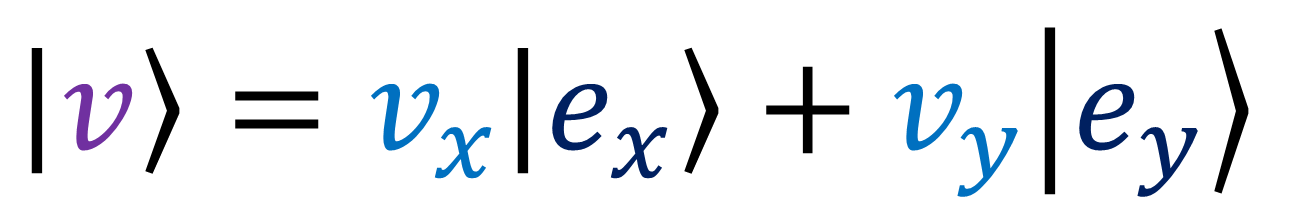 |v⟩ = vₓ|eₓ⟩ + v_y|e_y⟩